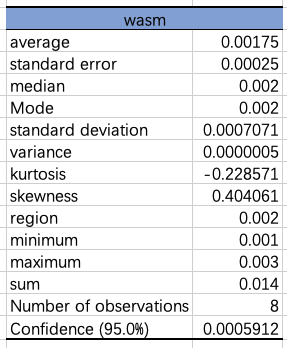 wasm
average 0.00175
standard error 0.00025
median 0.002
Mode 0.002
standard deviation 0.0007071
variance 0.0000005
kurtosis -0.228571
skewness 0.404061
region 0.002
minimum 0.001
maximum 0.003
sum 0.014
Number of observations 8
Confidence (95.0%) 0.0005912